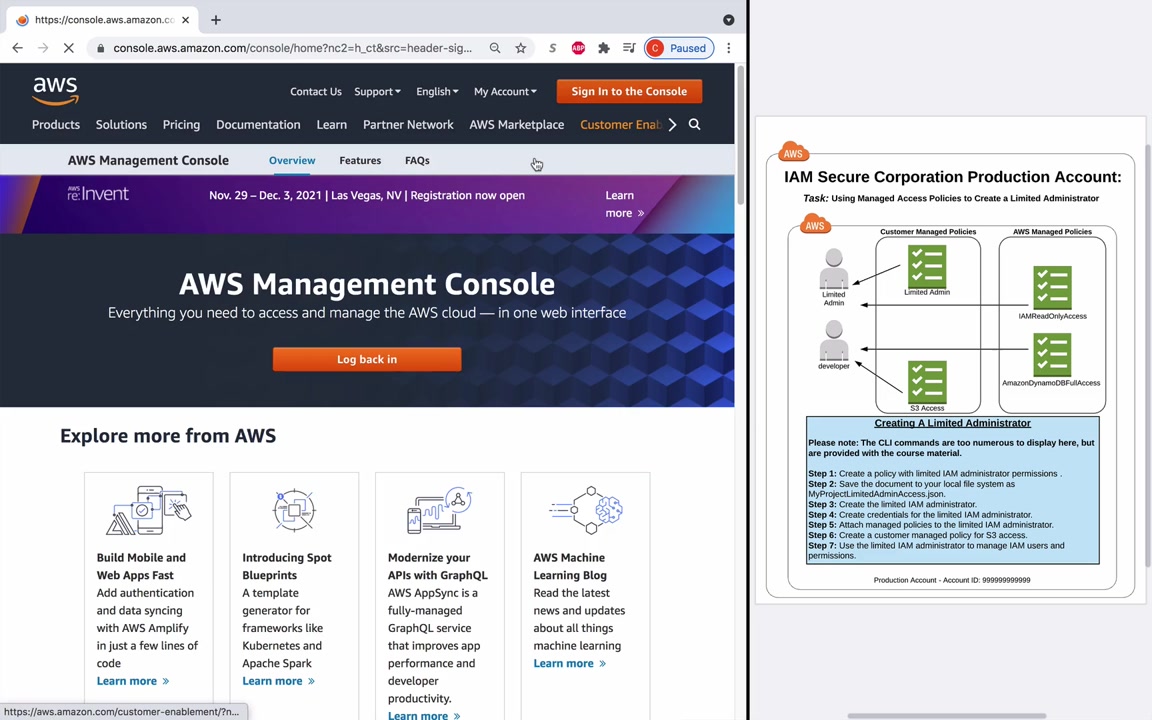 https://console.aws.amazon.co
console.aws.amazon.com/console/home?nc2=h_ct&src=header-sig...
S
ABP
C
Paused
aws
Contact Us
Support
English
My Account
Sign In to the Console
Products
Solutions
Pricing
Documentation
Learn
Partner Network
AWS Marketplace
Customer Enab
AWS Management Console
Overview
Features
FAQs
aws
re:Invent
Nov. 29 – Dec. 3, 2021 | Las Vegas, NV | Registration now open
Learn
more »
AWS Management Console
Everything you need to access and manage the AWS cloud — in one web interface
Log back in
Explore more from AWS
Build Mobile and
Web Apps Fast
Add authentication
and data syncing
with AWS Amplify
in just a few lines of
code
Learn more »
Introducing Spot
Blueprints
A template
generator for
frameworks like
Kubernetes and
Apache Spark
Learn more »
Modernize your
APIs with GraphQL
AWS AppSync is a
fully-managed
GraphQL service
that improves app
performance and
developer
productivity.
Learn more »
AWS Machine
Learning Blog
Read the latest
news and updates
about all things
machine learning
Learn more »
https://aws.amazon.com/customer-enablement/?n...
AWS
IAM Secure Corporation Production Account:
Task: Using Managed Access Policies to Create a Limited Administrator
AWS
Customer Managed Policies
AWS Managed Policies
Limited
Admin
Limited Admin
IAMReadOnlyAccess
developer
S3 Access
AmazonDynamoDBFullAccess
Creating A Limited Administrator
Please note: The CLI commands are too numerous to display here, but
are provided with the course material.
Step 1: Create a policy with limited IAM administrator permissions .
Step 2: Save the document to your local file system as
MyProjectLimitedAdminAccess.json.
Step 3: Create the limited IAM administrator.
Step 4: Create credentials for the limited IAM administrator.
Step 5: Attach managed policies to the limited IAM administrator.
Step 6: Create a customer managed policy for S3 access.
Step 7: Use the limited IAM administrator to manage IAM users and
permissions.
Production Account - Account ID: 999999999999